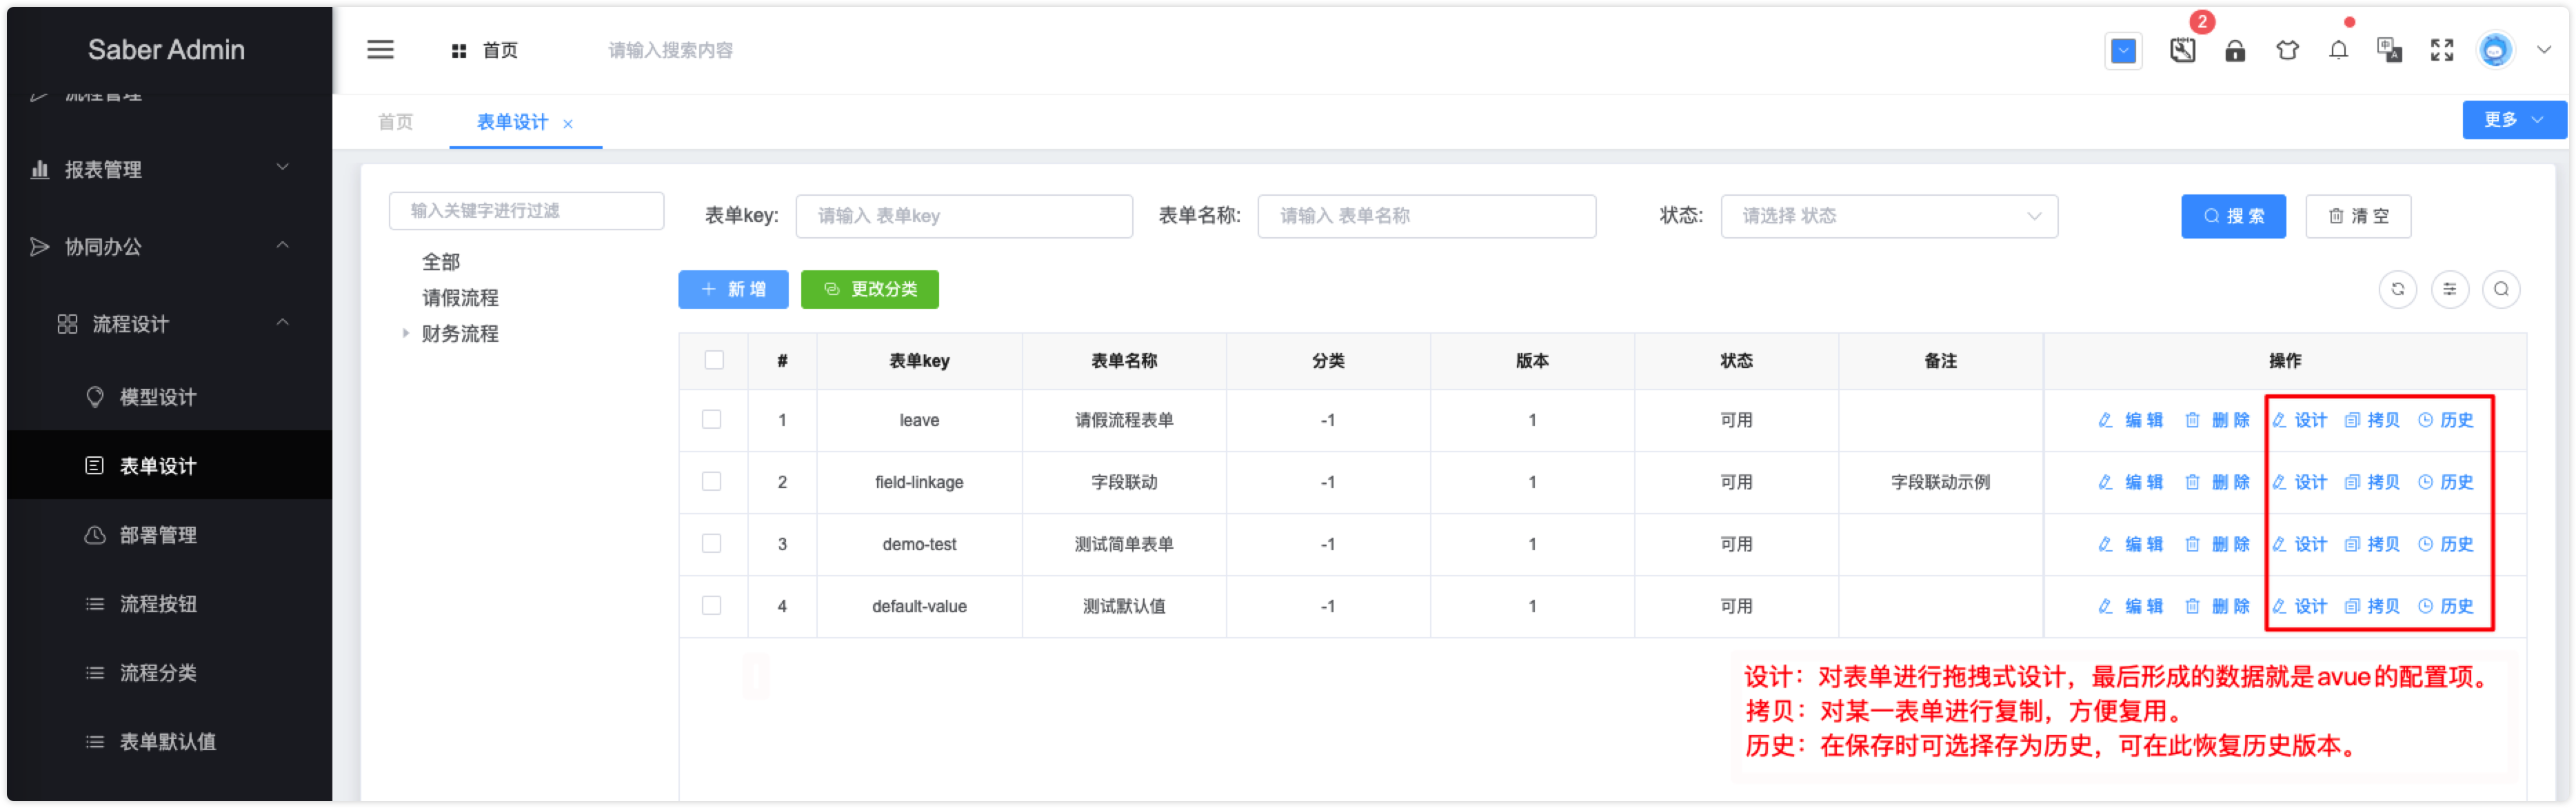 Saber Admin
首页
请输入搜索内容
2
流程管理
首页
表单设计 ×
更多
报表管理
协同办公
流程设计
模型设计
表单设计
部署管理
流程按钮
流程分类
表单默认值
输入关键字进行过滤
全部
请假流程
财务流程
表单key: 请输入 表单key 表单名称: 请输入 表单名称 状态: 请选择 状态 搜 索 清 空
新 增 更改分类
# 表单key 表单名称 分类 版本 状态 备注 操作
1 leave 请假流程表单 -1 1 可用 编 辑 删 除 设计 拷贝 历史
2 field-linkage 字段联动 -1 1 可用 字段联动示例 编 辑 删 除 设计 拷贝 历史
3 demo-test 测试简单表单 -1 1 可用 编 辑 删 除 设计 拷贝 历史
4 default-value 测试默认值 -1 1 可用 编 辑 删 除 设计 拷贝 历史
设计：对表单进行拖拽式设计，最后形成的数据就是avue的配置项。
拷贝：对某一表单进行复制，方便复用。
历史：在保存时可选择存为历史，可在此恢复历史版本。